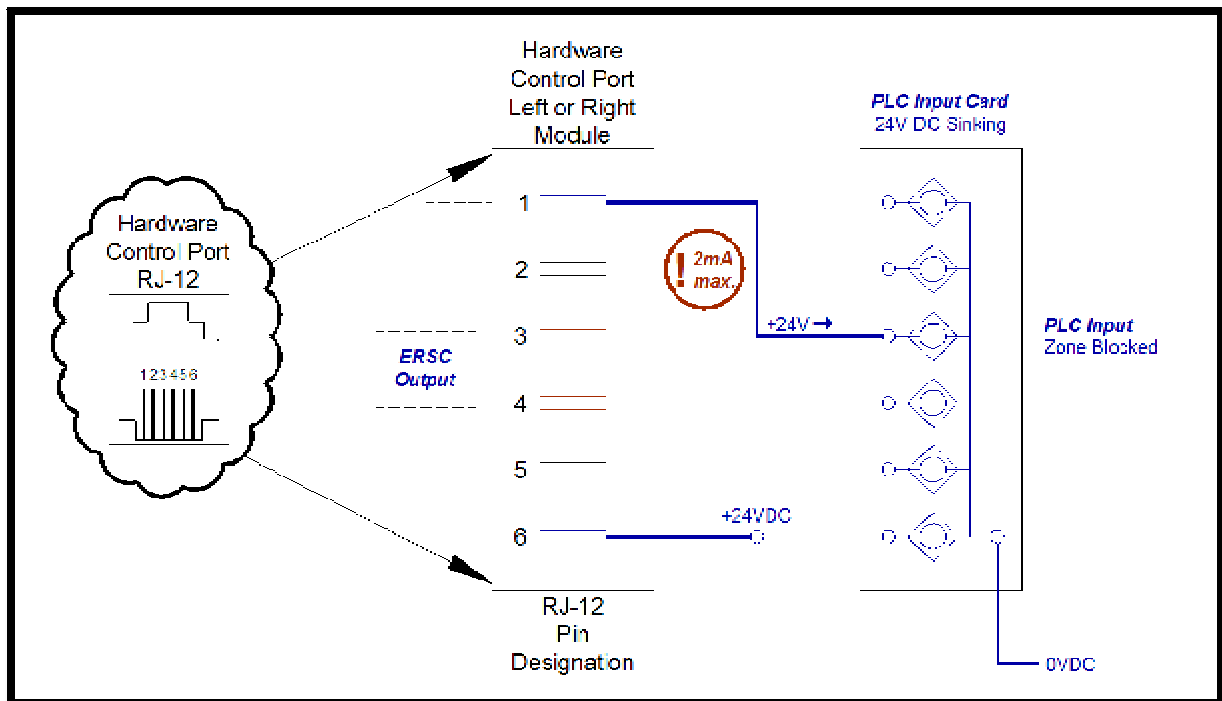 Hardware
Control Port
Left or Right
Module
PLC Input Card
24V DC Sinking
Hardware
Control Port
RJ-12
123456
1
2
3
4
5
6
! 2mA
max.
+24V
ERSC
Output
PLC Input
Zone Blocked
+24VDC
RJ-12
Pin
Designation
0VDC